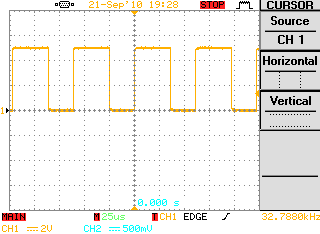 21-Sep'10 19:28 STOP CURSOR
Source
CH 1
Horizontal
Vertical
1
0.000 s
MAIN M 25us T CH1 EDGE 32.7880kHz
CH1 2V CH2 500mV